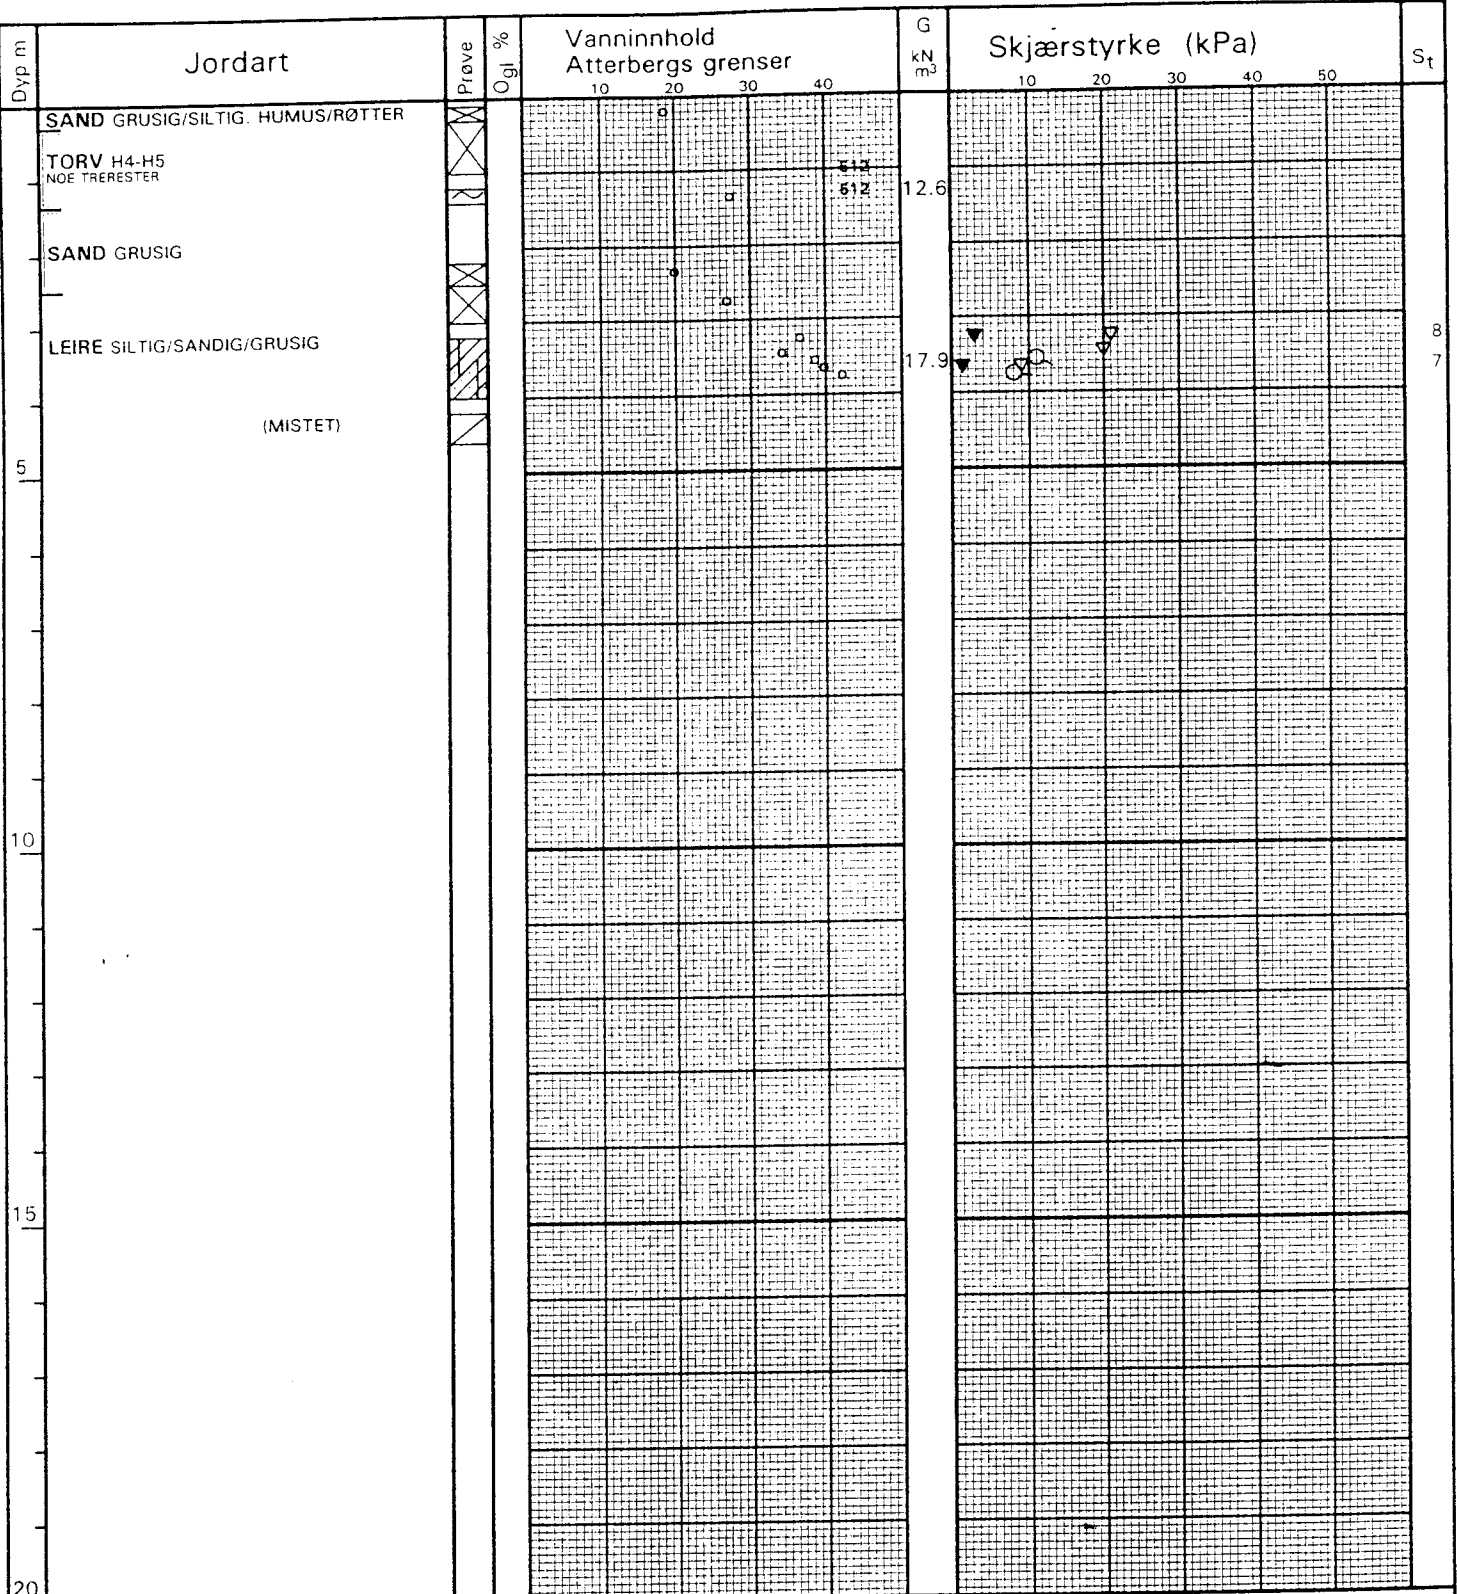 Dyp m
Jordart
Prøve
Ogl %
Vanninnhold
Atterbergs grenser
10 20 30 40
G
kN
m³
Skjærstyrke (kPa)
10 20 30 40 50
St
SAND GRUSIG/SILTIG. HUMUS/RØTTER
TORV H4-H5
NOE TRERESTER
612
612
12.6
SAND GRUSIG
8
LEIRE SILTIG/SANDIG/GRUSIG
17.9
7
(MISTET)
5
10
15
20